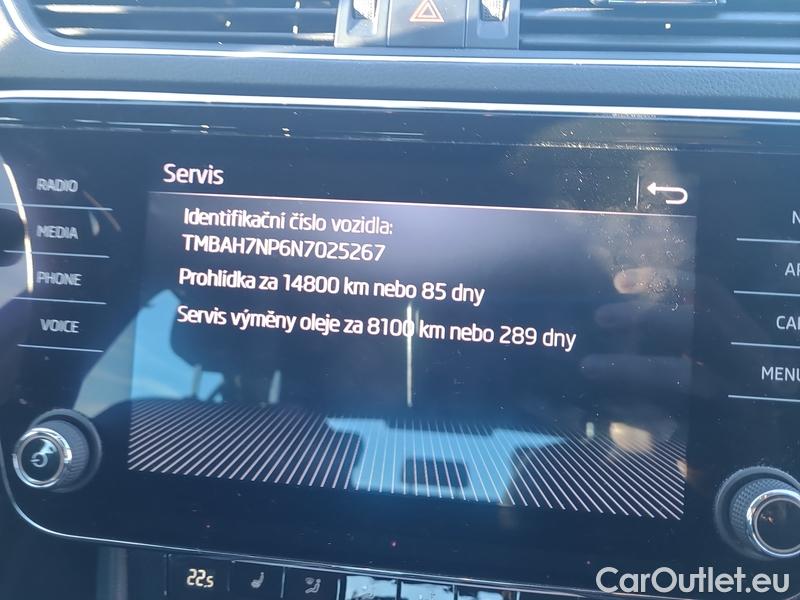 Servis
RADIO
MEDIA
PHONE
VOICE
Identifikační číslo vozidla:
TMBAH7NP6N7025267
Prohlídka za 14800 km nebo 85 dny
Servis výměny oleje za 8100 km nebo 289 dny
MENU
22.5
CarOutlet.eu